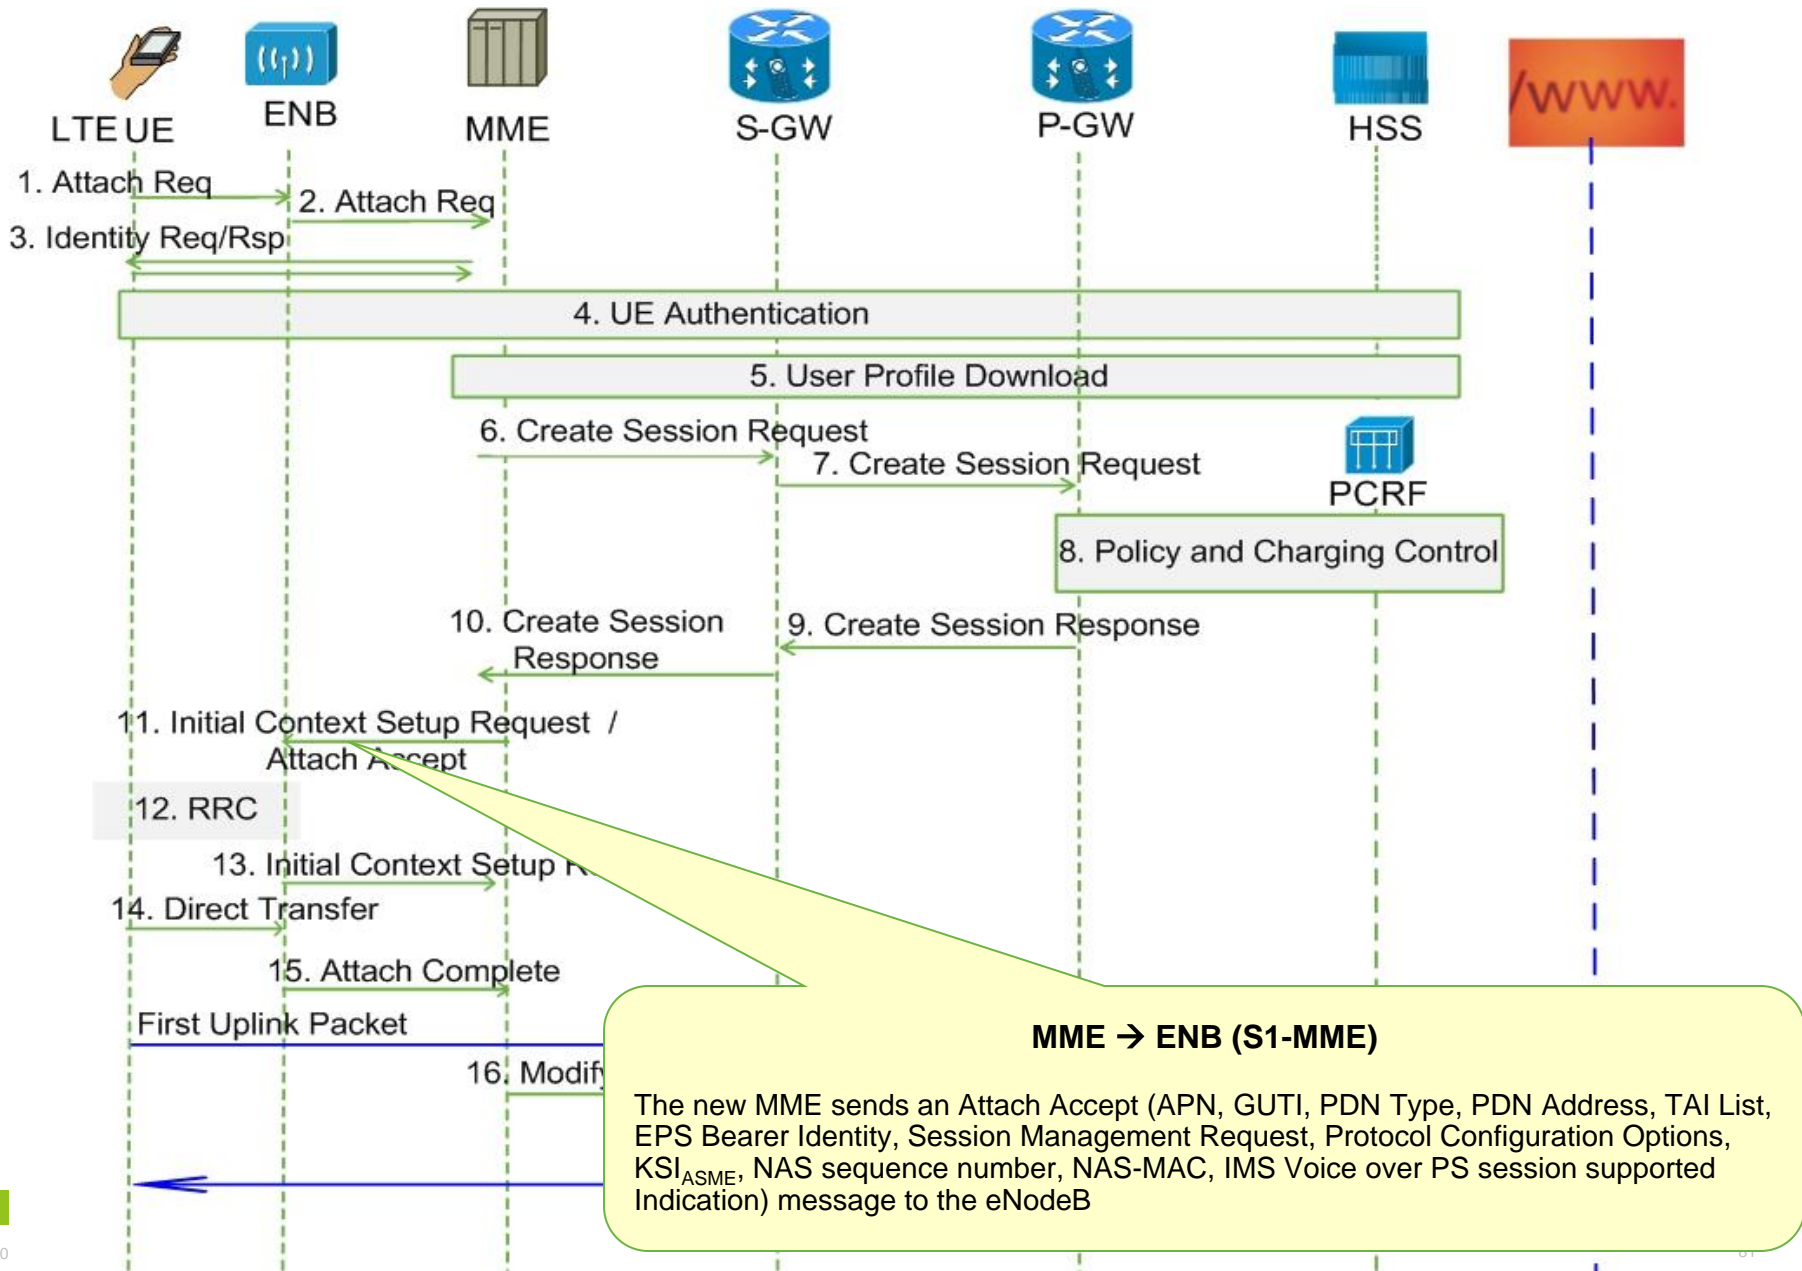 LTE UE
ENB
MME
S-GW
P-GW
HSS
/www.
1. Attach Req
2. Attach Req
3. Identity Req/Rsp
4. UE Authentication
5. User Profile Download
6. Create Session Request
7. Create Session Request
PCRF
8. Policy and Charging Control
10. Create Session
Response
9. Create Session Response
11. Initial Context Setup Request /
Attach Accept
12. RRC
13. Initial Context Setup
14. Direct Transfer
15. Attach Complete
First Uplink Packet
16. Modify
MME → ENB (S1-MME)
The new MME sends an Attach Accept (APN, GUTI, PDN Type, PDN Address, TAI List,
EPS Bearer Identity, Session Management Request, Protocol Configuration Options,
KSI_ASME, NAS sequence number, NAS-MAC, IMS Voice over PS session supported
Indication) message to the eNodeB